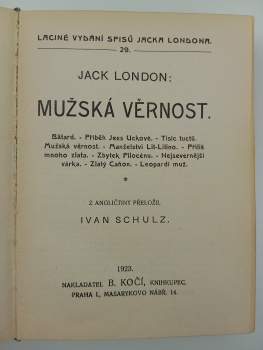 LACINÉ VYDÁNÍ SPISŮ JACKA LONDONA.
29.
JACK LONDON:
MUŽSKÁ VĚRNOST.
Bâtard. - Příběh Jees Uckové. - Tisíc tuctů.
Mužská věrnost. - Manželství Lit-Litino. - Příliš
mnoho zlata. - Zbytek Pliocénu. - Nejsevernější
várka. - Zlatý Cañon. - Leopardí muž.
*
Z ANGLIČTINY PŘELOŽIL
IVAN SCHULZ.
1923.
NAKLADATEL B. KOČÍ, KNIHKUPEC.
PRAHA I., MASARYKOVO NÁBŘ. 14.